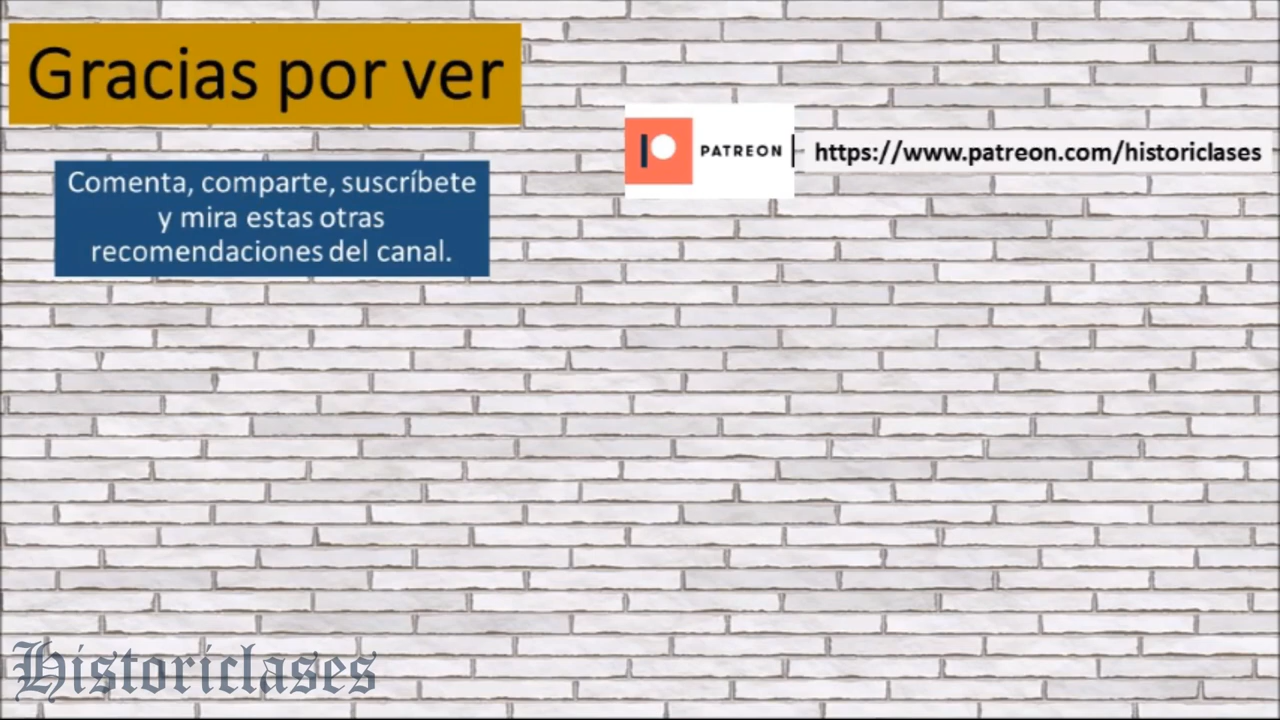 Gracias por ver
Comenta, comparte, suscríbete
y mira estas otras
recomendaciones del canal.
PATREON
https://www.patreon.com/historiclases
Historiclases